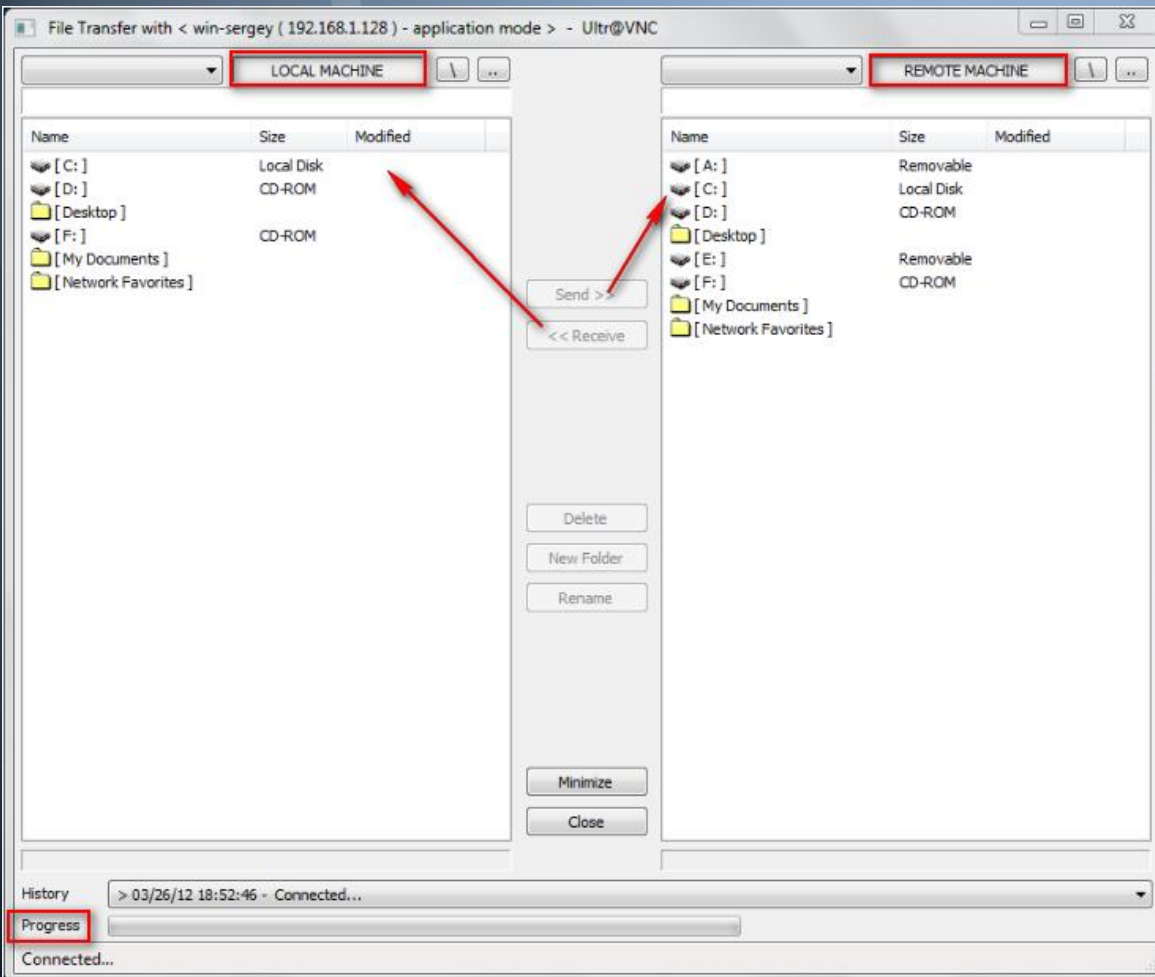 File Transfer with < win-sergey ( 192.168.1.128 ) - application mode > - Ultr@VNC
LOCAL MACHINE \ ..
Name Size Modified
[ C: ] Local Disk
[ D: ] CD-ROM
[ Desktop ]
[ F: ] CD-ROM
[ My Documents ]
[ Network Favorites ]
Send >>
<< Receive
Delete
New Folder
Rename
Minimize
Close
REMOTE MACHINE \ ..
Name Size Modified
[ A: ] Removable
[ C: ] Local Disk
[ D: ] CD-ROM
[ Desktop ]
[ E: ] Removable
[ F: ] CD-ROM
[ My Documents ]
[ Network Favorites ]
History > 03/26/12 18:52:46 - Connected...
Progress
Connected...